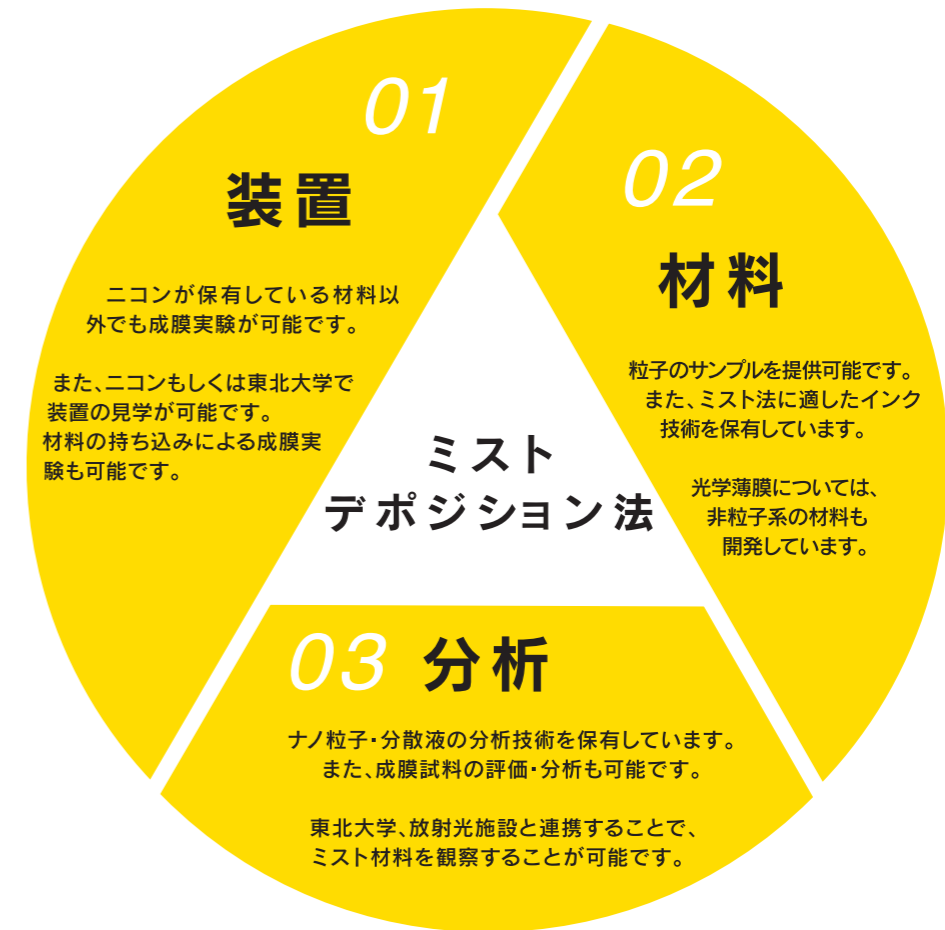 01
装置
ニコンが保有している材料以
外でも成膜実験が可能です。
また、ニコンもしくは東北大学で
装置の見学が可能です。
材料の持ち込みによる成膜実
験も可能です。
02
材料
粒子のサンプルを提供可能です。
また、ミスト法に適したインク
技術を保有しています。
光学薄膜については、
非粒子系の材料も
開発しています。
ミスト
デポジション法
03 分析
ナノ粒子・分散液の分析技術を保有しています。
また、成膜試料の評価・分析も可能です。
東北大学、放射光施設と連携することで、
ミスト材料を観察することが可能です。